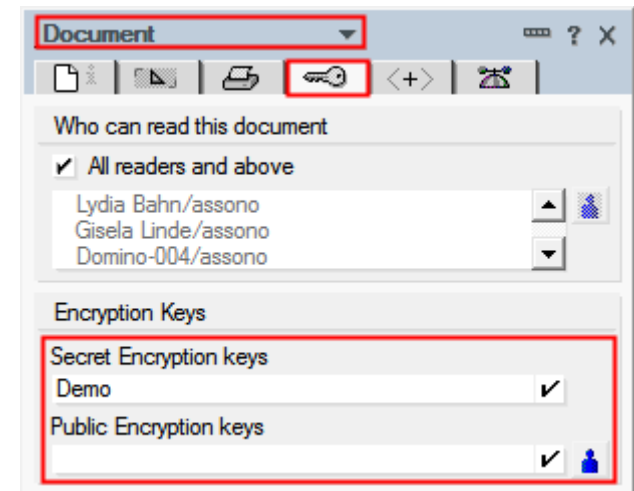 Document
? X
<+>
Who can read this document
All readers and above
Lydia Bahn/assono
Gisela Linde/assono
Domino-004/assono
Encryption Keys
Secret Encryption keys
Demo
Public Encryption keys